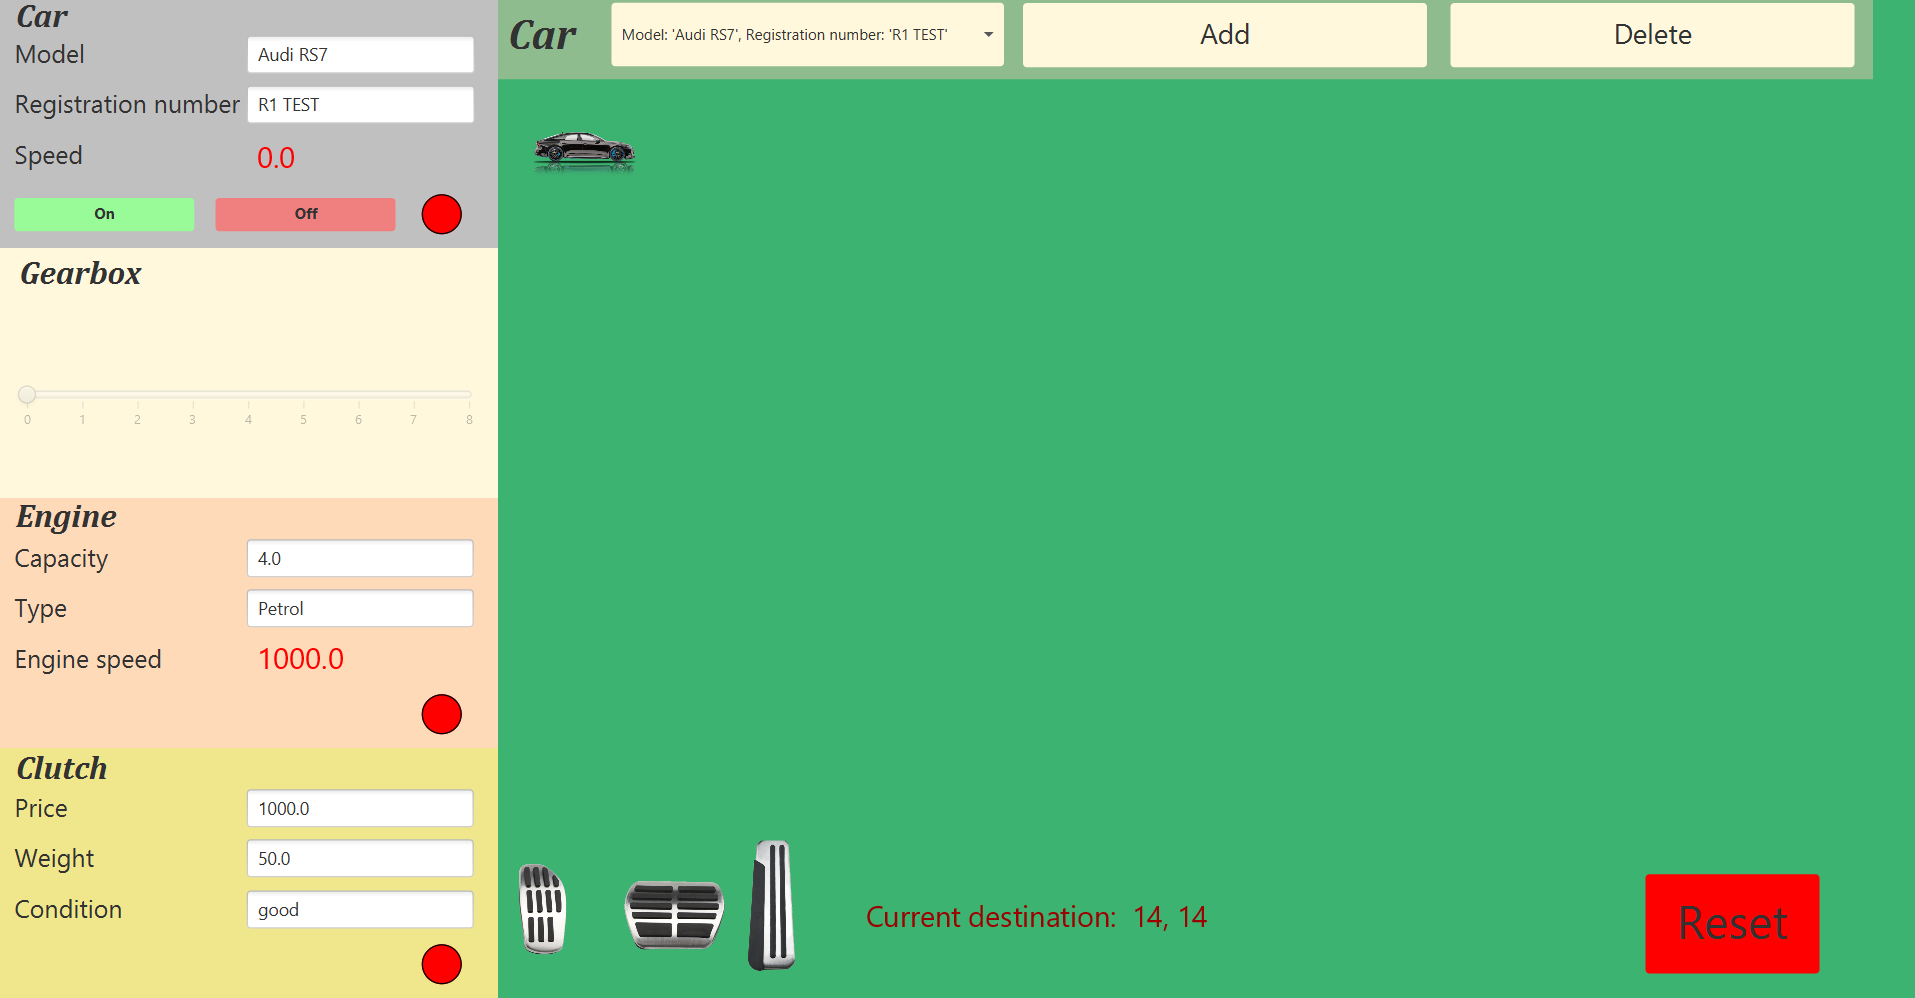 Car
Model Audi RS7
Registration number R1 TEST
Speed 0.0
On Off
Gearbox
0 1 2 3 4 5 6 7 8
Engine
Capacity 4.0
Type Petrol
Engine speed 1000.0
Clutch
Price 1000.0
Weight 50.0
Condition good
Car Model: 'Audi RS7', Registration number: 'R1 TEST' Add Delete
Current destination: 14, 14
Reset